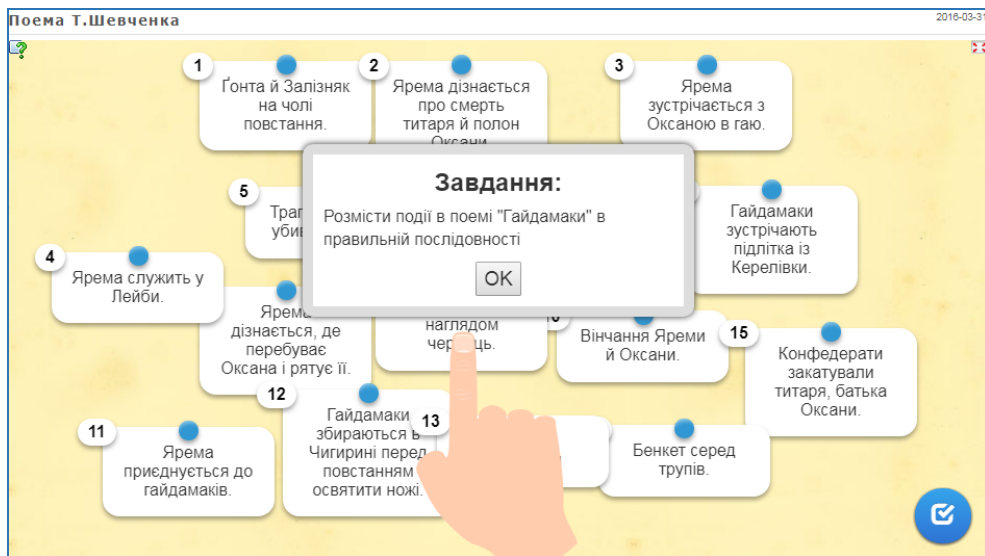 Поема Т.Шевченка
2016-03-31
1
Ґонта й Залізняк
на чолі
повстання.
2
Ярема дізнається
про смерть
титаря й полон
Оксани
3
Ярема
зустрічається з
Оксаною в гаю.
Завдання:
Розмісти події в поемі "Гайдамаки" в
правильній послідовності
OK
5
Гайдамаки
зустрічають
підлітка із
Керелівки.
4
Ярема служить у
Лейби.
Ярема
дізнається, де
перебуває
Оксана і рятує її.
наглядом
Вінчання Яреми
й Оксани.
15
Конфедерати
закатували
титаря, батька
Оксани.
12
Гайдамаки
збираються в
Чигирині перед
повстанням
освятити ножі.
13
11
Ярема
приєднується до
гайдамаків.
Бенкет серед
трупів.